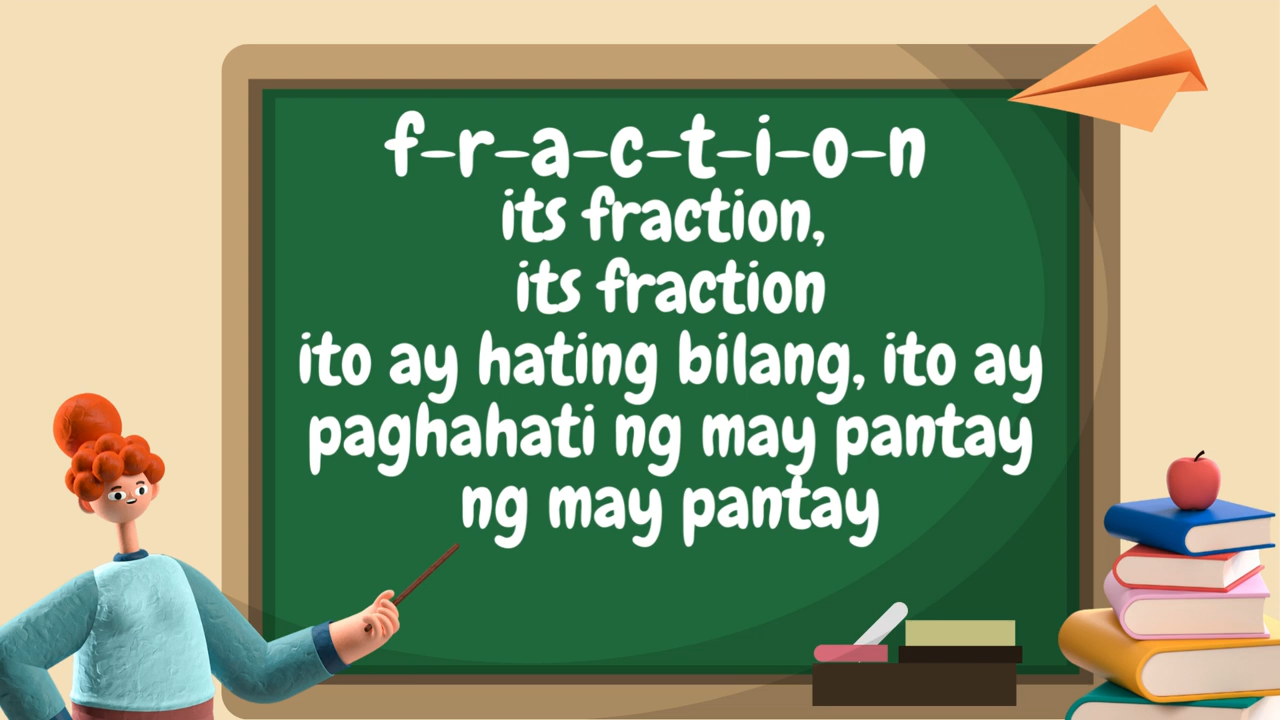 f-r-a-c-t-i-o-n
its fraction,
its fraction
ito ay hating bilang, ito ay
paghahati ng may pantay
ng may pantay